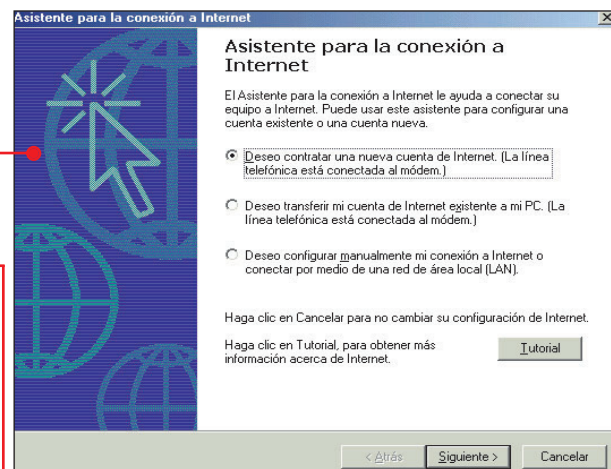 Asistente para la conexión a Internet
Asistente para la conexión a
Internet
El Asistente para la conexión a Internet le ayuda a conectar su
equipo a Internet. Puede usar este asistente para configurar una
cuenta existente o una cuenta nueva.
Deseo contratar una nueva cuenta de Internet. (La línea
telefónica está conectada al módem.)
Deseo transferir mi cuenta de Internet existente a mi PC. (La
línea telefónica está conectada al módem.)
Deseo configurar manualmente mi conexión a Internet o
conectar por medio de una red de área local (LAN).
Haga clic en Cancelar para no cambiar su configuración de Internet.
Haga clic en Tutorial, para obtener más
información acerca de Internet.
Tutorial
< Atrás
Siguiente >
Cancelar